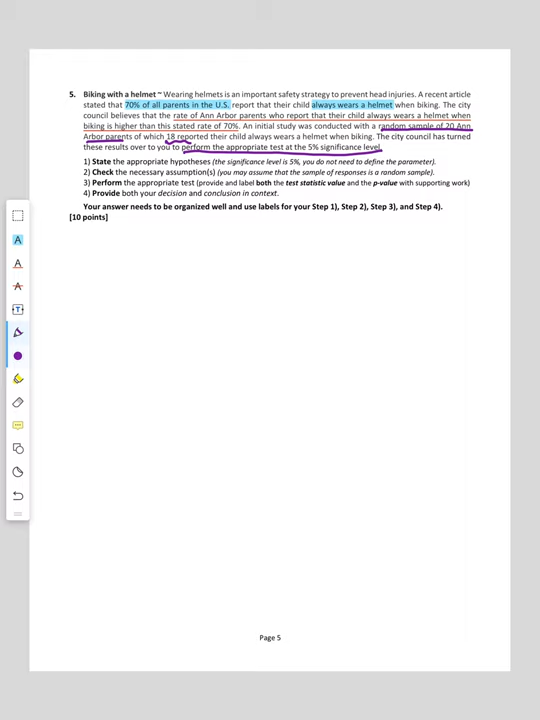 5. Biking with a helmet ~ Wearing helmets is an important safety strategy to prevent head injuries. A recent article
stated that 70% of all parents in the U.S. report that their child always wears a helmet when biking. The city
council believes that the rate of Ann Arbor parents who report that their child always wears a helmet when
biking is higher than this stated rate of 70%. An initial study was conducted with a random sample of 20 Ann
Arbor parents of which 18 reported their child always wears a helmet when biking. The city council has turned
these results over to you to perform the appropriate test at the 5% significance level.
1) State the appropriate hypotheses (the significance level is 5%, you do not need to define the parameter).
2) Check the necessary assumption(s) (you may assume that the sample of responses is a random sample).
3) Perform the appropriate test (provide and label both the test statistic value and the p-value with supporting work)
4) Provide both your decision and conclusion in context.
Your answer needs to be organized well and use labels for your Step 1), Step 2), Step 3), and Step 4).
[10 points]
A
A
A
T
Page 5